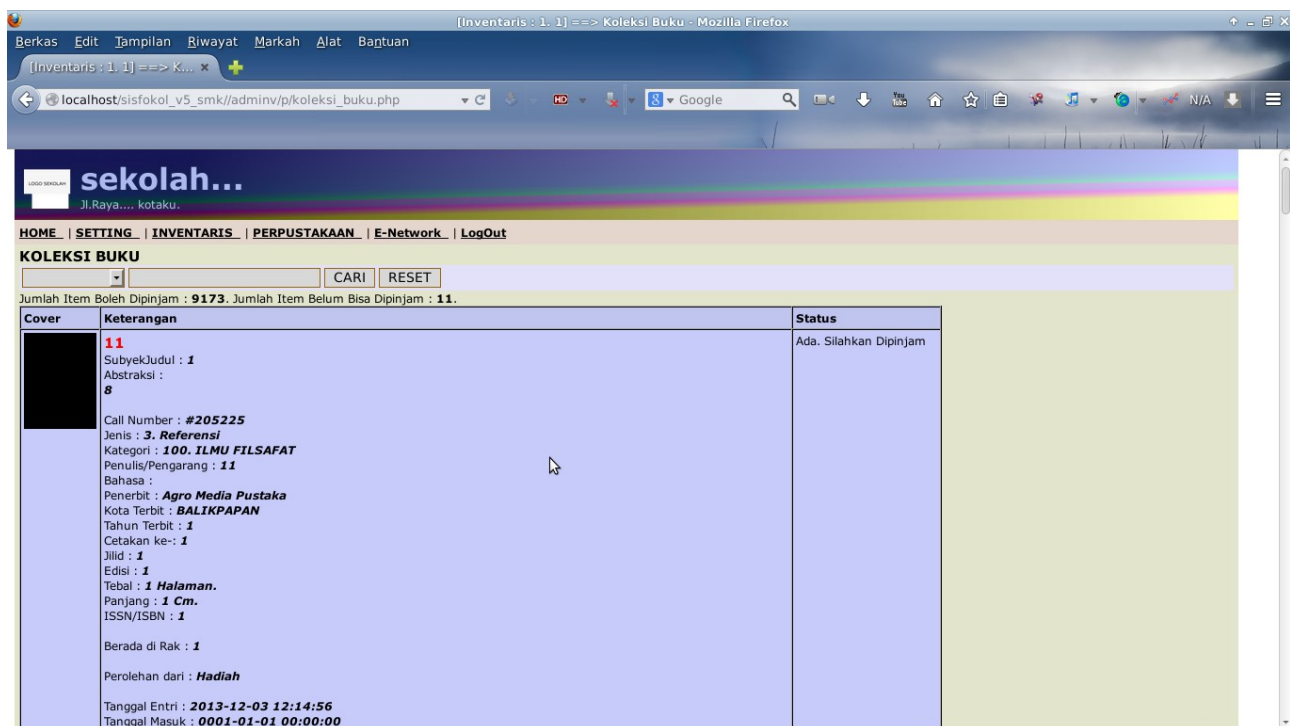 [Inventaris : 1. 1] ==> Koleksi Buku - Mozilla Firefox
Berkas Edit Tampilan Riwayat Markah Alat Bantuan
[Inventaris : 1. 1] ==> K...
localhost/sisfokol_v5_smk//adminv/p/koleksi_buku.php HD 8 Google You Tube N/A
LOGO SEKOLAH
sekolah...
Jl.Raya.... kotaku.
HOME | SETTING | INVENTARIS | PERPUSTAKAAN | E-Network | LogOut
KOLEKSI BUKU
CARI RESET
Jumlah Item Boleh Dipinjam : 9173. Jumlah Item Belum Bisa Dipinjam : 11.
Cover Keterangan Status
11 Ada. Silahkan Dipinjam
SubyekJudul : 1
Abstraksi :
8
Call Number : #205225
Jenis : 3. Referensi
Kategori : 100. ILMU FILSAFAT
Penulis/Pengarang : 11
Bahasa :
Penerbit : Agro Media Pustaka
Kota Terbit : BALIKPAPAN
Tahun Terbit : 1
Cetakan ke-: 1
Jilid : 1
Edisi : 1
Tebal : 1 Halaman.
Panjang : 1 Cm.
ISSN/ISBN : 1
Berada di Rak : 1
Perolehan dari : Hadiah
Tanggal Entri : 2013-12-03 12:14:56
Tanggal Masuk : 0001-01-01 00:00:00